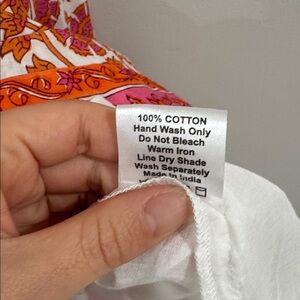 100% COTTON
Hand Wash Only
Do Not Bleach
Warm Iron
Line Dry Shade
Wash Separately
Made in India